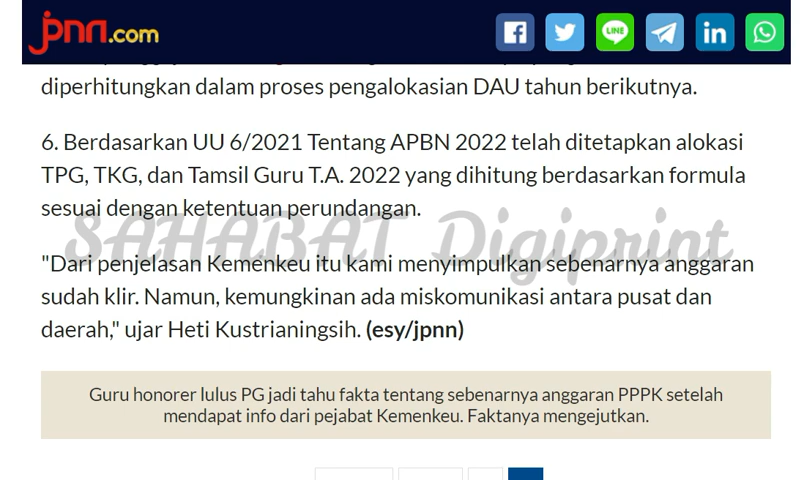 jpnn.com
diperhitungkan dalam proses pengalokasian DAU tahun berikutnya.
6. Berdasarkan UU 6/2021 Tentang APBN 2022 telah ditetapkan alokasi
TPG, TKG, dan Tamsil Guru T.A. 2022 yang dihitung berdasarkan formula
sesuai dengan ketentuan perundangan.
SAHABAT Digiprint
"Dari penjelasan Kemenkeu itu kami menyimpulkan sebenarnya anggaran
sudah klir. Namun, kemungkinan ada miskomunikasi antara pusat dan
daerah," ujar Heti Kustrianingsih. (esy/jpnn)
Guru honorer lulus PG jadi tahu fakta tentang sebenarnya anggaran PPPK setelah
mendapat info dari pejabat Kemenkeu. Faktanya mengejutkan.